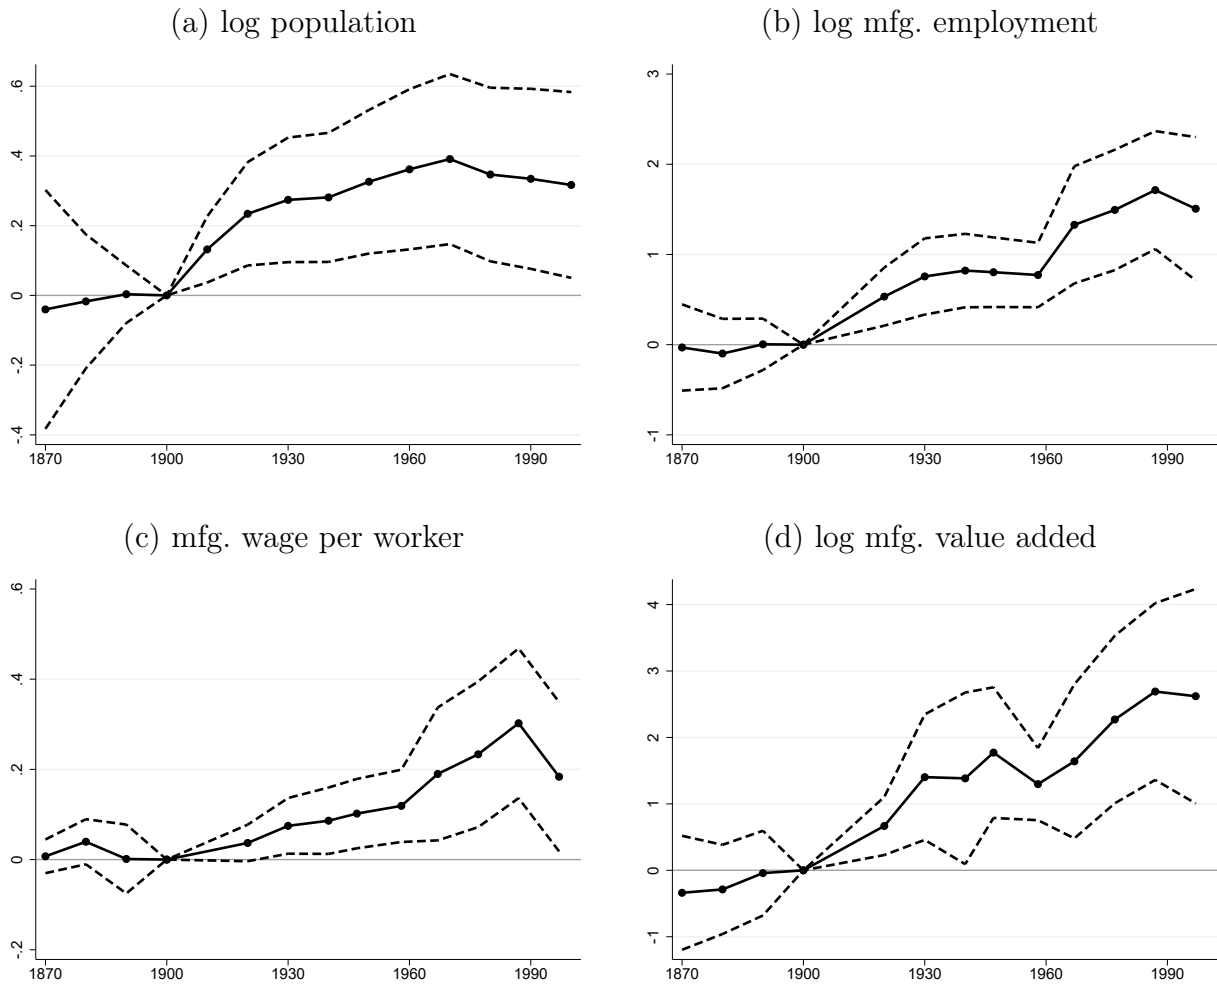 (a) log population
.6
.4
.2
0
-.2
-.4
1870 1900 1930 1960 1990
(b) log mfg. employment
3
2
1
0
-1
1870 1900 1930 1960 1990
(c) mfg. wage per worker
.6
.4
.2
0
-.2
1870 1900 1930 1960 1990
(d) log mfg. value added
4
3
2
1
0
-1
1870 1900 1930 1960 1990